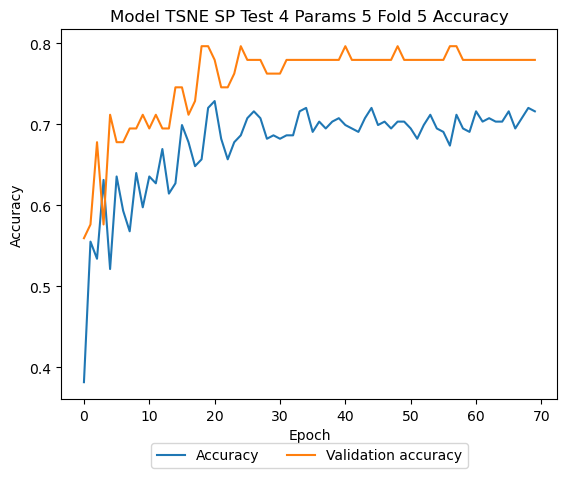 Model TSNE SP Test 4 Params 5 Fold 5 Accuracy
Accuracy
0.8
0.7
0.6
0.5
0.4
0 10 20 30 40 50 60 70
Epoch
Accuracy Validation accuracy